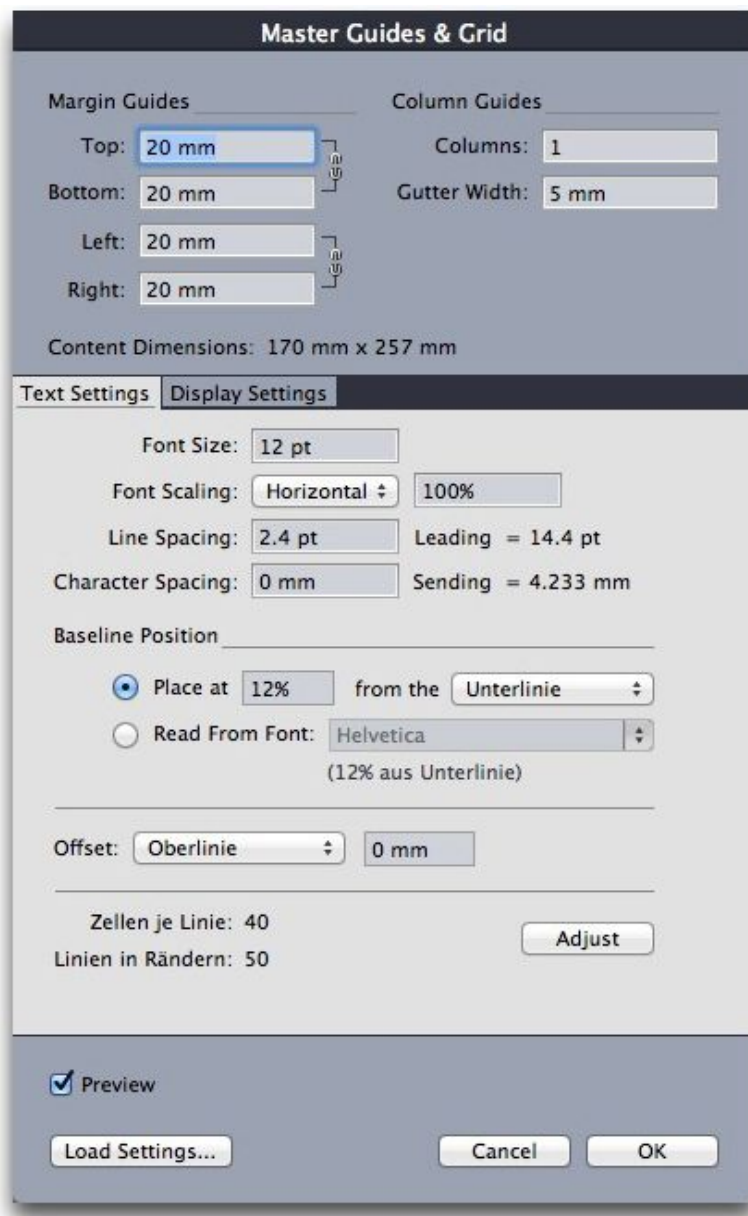 Master Guides & Grid
Margin Guides
Column Guides
Top: 20 mm
Columns: 1
Bottom: 20 mm
Gutter Width: 5 mm
Left: 20 mm
Right: 20 mm
Content Dimensions: 170 mm x 257 mm
Text Settings
Display Settings
Font Size: 12 pt
Font Scaling: Horizontal 100%
Line Spacing: 2.4 pt Leading = 14.4 pt
Character Spacing: 0 mm Sending = 4.233 mm
Baseline Position
Place at 12% from the Unterlinie
Read From Font: Helvetica
(12% aus Unterlinie)
Offset: Oberlinie 0 mm
Zellen je Linie: 40
Linien in Rändern: 50
Adjust
Preview
Load Settings...
Cancel
OK